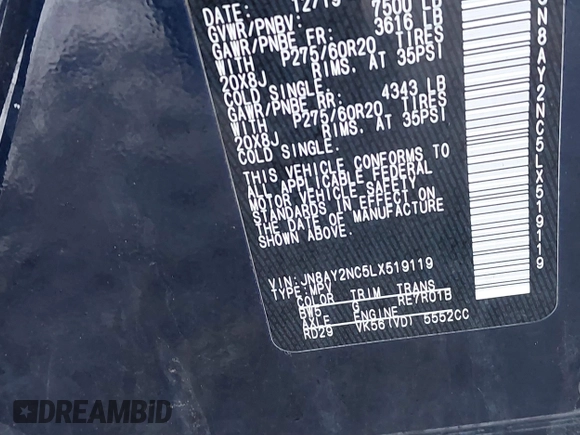 DATE: 12/19
GVWR/PNBV: 7500 LB
GAWR/PNBE FR: 3616 LB
WITH P275/60R20 TIRES
20X8J RIMS, AT 35PSI
COLD SINGLE.
GAWR/PNBE RR: 4343 LB
WITH P275/60R20 TIRES
20X8J RIMS, AT 35PSI
COLD SINGLE.
THIS VEHICLE CONFORMS TO
ALL APPLICABLE FEDERAL
MOTOR VEHICLE SAFETY
STANDARDS IN EFFECT ON
THE DATE OF MANUFACTURE
SHOWN ABOVE.
VIN: JN8AY2NC5LX519119
TYPE: MPV
COLOR TRIM TRANS
BW5 G RE7R01B
AXLE ENGINE
RD29 VK56(VD) 5552CC
JN8AY2NC5LX519119
DREAMBID